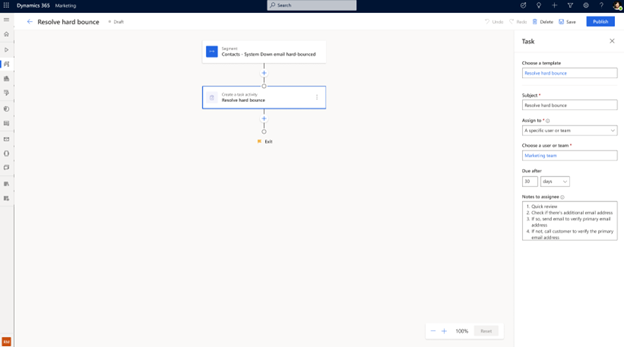 Dynamics 365
Marketing
Search
Resolve hard bounce
Draft
Undo
Redo
Delete
Save
Publish
Segment
Contacts - System Down email hard-bounced
Create a task activity
Resolve hard bounce
Exit
100%
Reset
Task
Choose a template
Resolve hard bounce
Subject *
Resolve hard bounce
Assign to *
A specific user or team
Choose a user or team *
Marketing team
Due after
days
Notes to assignee
1. Quick review
2. Check if there's additional email address
3. If so, send email to verify primary email
address
4. If not, call customer to verify the primary
email address